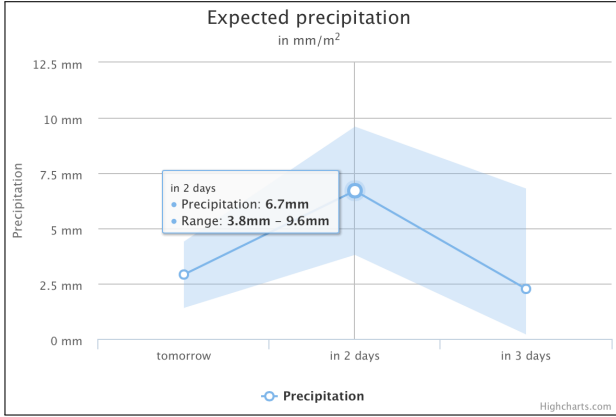 Expected precipitation
in mm/m²
12.5 mm
10 mm
7.5 mm
5 mm
2.5 mm
0 mm
Precipitation
in 2 days
● Precipitation: 6.7mm
● Range: 3.8mm – 9.6mm
tomorrow
in 2 days
in 3 days
Precipitation
Highcharts.com